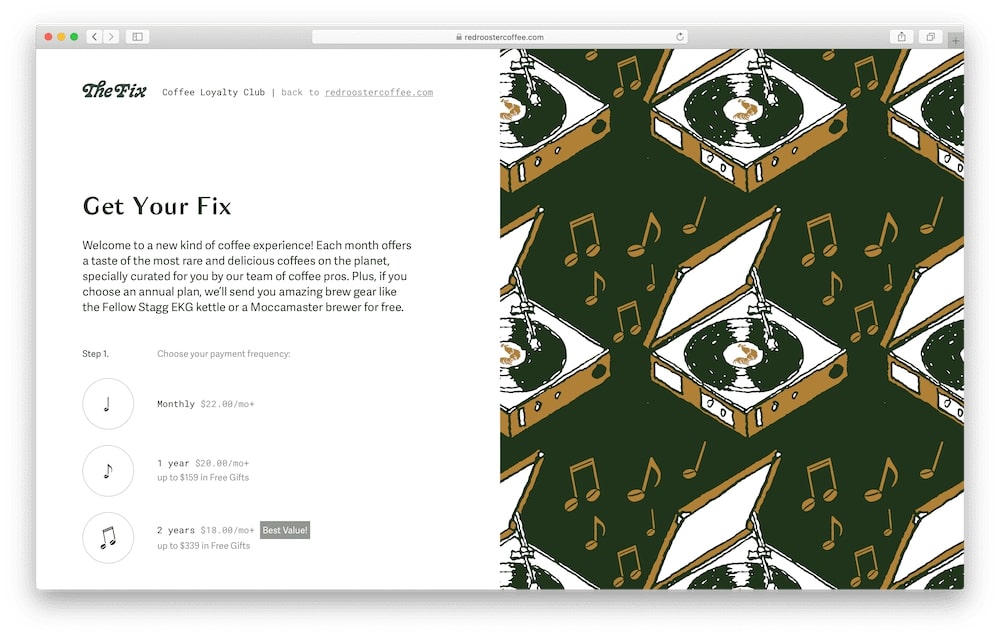 redroostercoffee.com
The Fix Coffee Loyalty Club | back to redroostercoffee.com
Get Your Fix
Welcome to a new kind of coffee experience! Each month offers
a taste of the most rare and delicious coffees on the planet,
specially curated for you by our team of coffee pros. Plus, if you
choose an annual plan, we’ll send you amazing brew gear like
the Fellow Stagg EKG kettle or a Moccamaster brewer for free.
Step 1. Choose your payment frequency:
Monthly $22.00/mo+
1 year $20.00/mo+
up to $159 in Free Gifts
2 years $18.00/mo+ Best Value!
up to $339 in Free Gifts